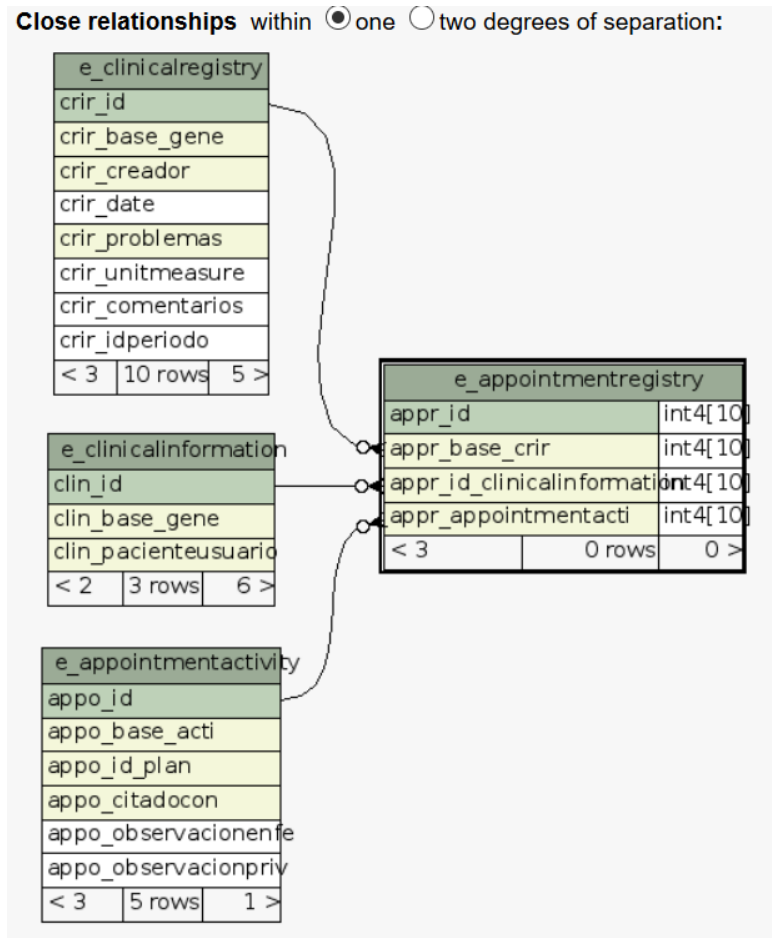 Close relationships within one two degrees of separation:
e_clinicalregistry
crir_id
crir_base_gene
crir_creador
crir_date
crir_problemas
crir_unitmeasure
crir_comentarios
crir_idperiodo
< 3 10 rows 5 >
e_clinicalinformation
clin_id
clin_base_gene
clin_pacienteusuario
< 2 3 rows 6 >
e_appointmentactivity
appo_id
appo_base_acti
appo_id_plan
appo_citadocon
appo_observacionenfe
appo_observacionpriv
< 3 5 rows 1 >
e_appointmentregistry
appr_id int4[10]
appr_base_crir int4[10]
appr_id_clinicalinformation int4[10]
appr_appointmentacti int4[10]
< 3 0 rows 0 >